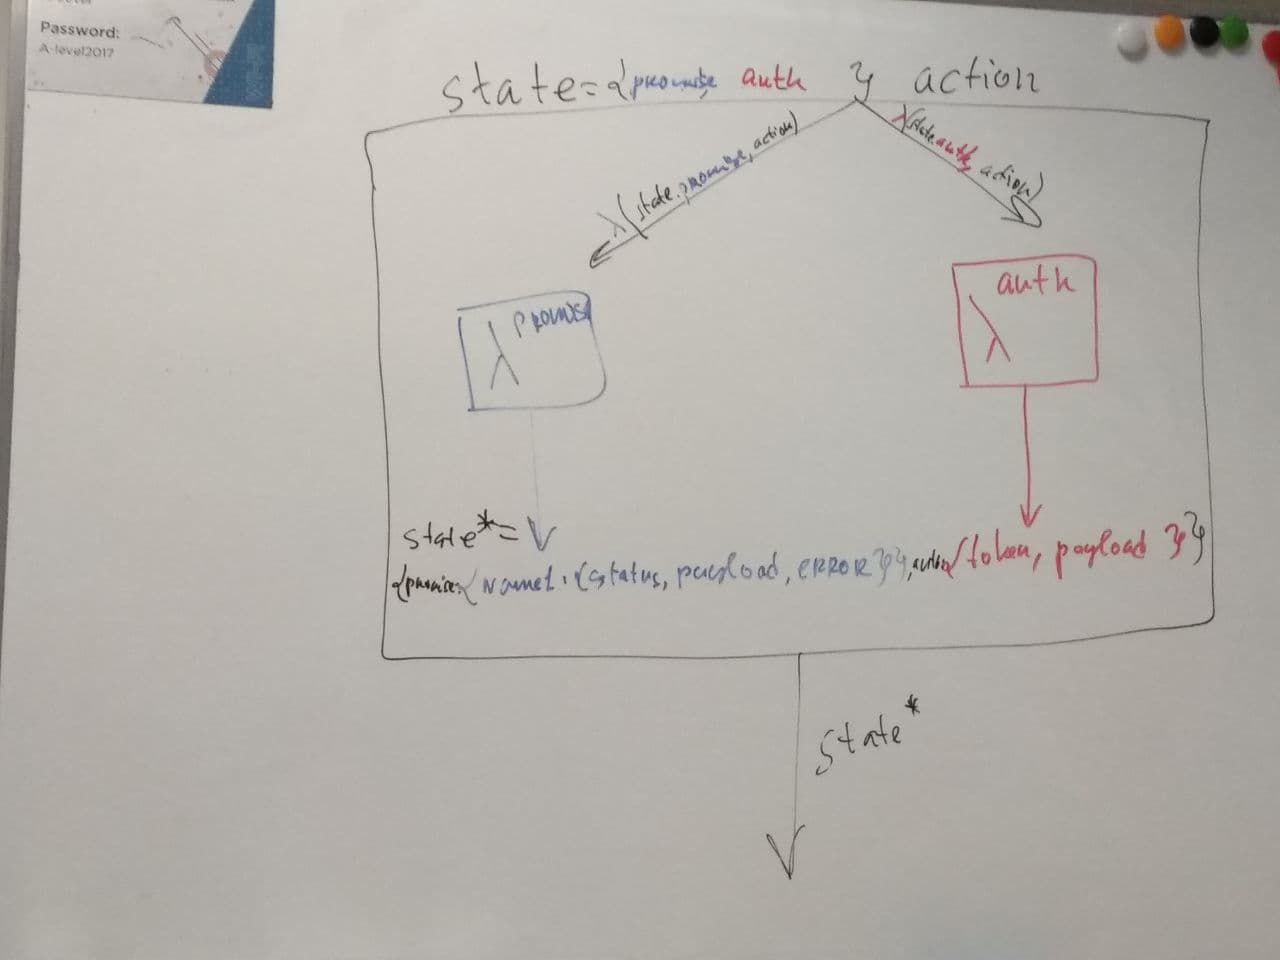 Password:
A-level2017
state={promise auth } action
λ(state.promise, action)
λ(state.auth, action)
λ promise
auth
λ
state*=
{promise:{name1:{status, payload, ERROR}}, auth:{token, payload }}
state*